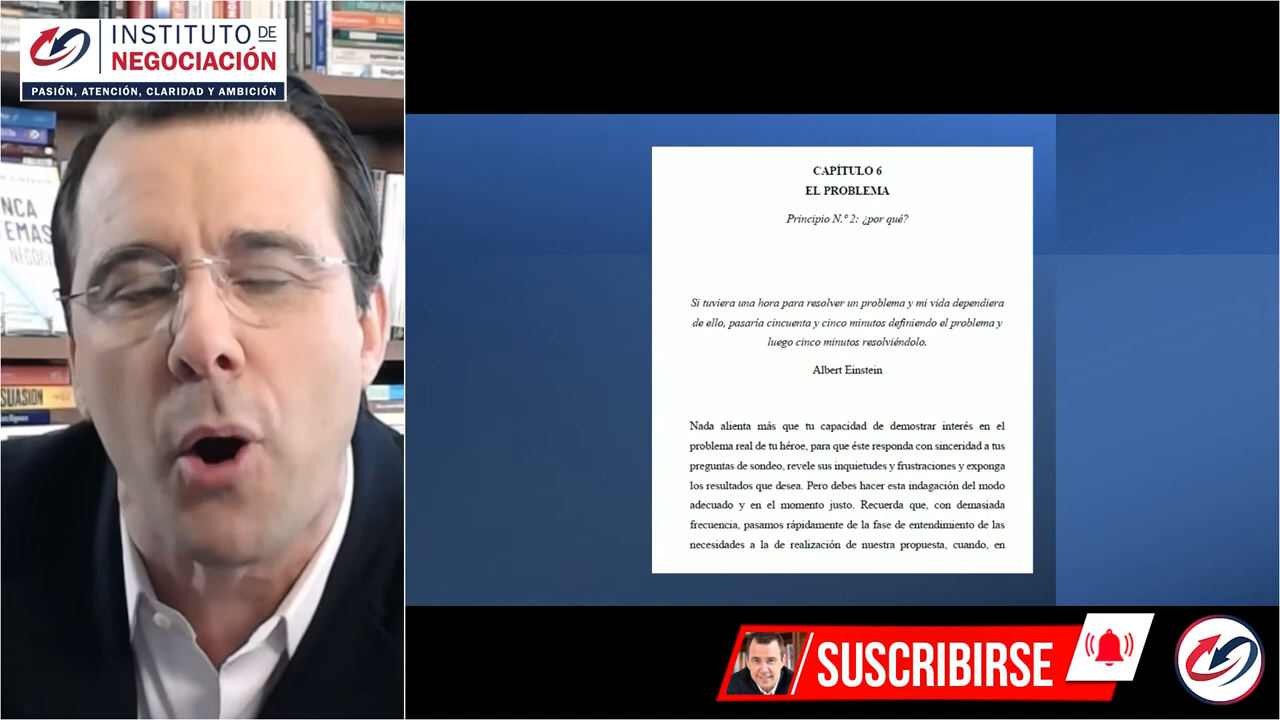 INSTITUTO DE
NEGOCIACIÓN
PASIÓN, ATENCIÓN, CLARIDAD Y AMBICIÓN
NCA
EMAS
NEGOC
SUASIÓN
CAPÍTULO 6
EL PROBLEMA
Principio N.º 2: ¿por qué?
Si tuviera una hora para resolver un problema y mi vida dependiera
de ello, pasaría cincuenta y cinco minutos definiendo el problema y
luego cinco minutos resolviéndolo.
Albert Einstein
Nada alienta más que tu capacidad de demostrar interés en el
problema real de tu héroe, para que éste responda con sinceridad a tus
preguntas de sondeo, revele sus inquietudes y frustraciones y exponga
los resultados que desea. Pero debes hacer esta indagación del modo
adecuado y en el momento justo. Recuerda que, con demasiada
frecuencia, pasamos rápidamente de la fase de entendimiento de las
necesidades a la de realización de nuestra propuesta, cuando, en
SUSCRIBIRSE